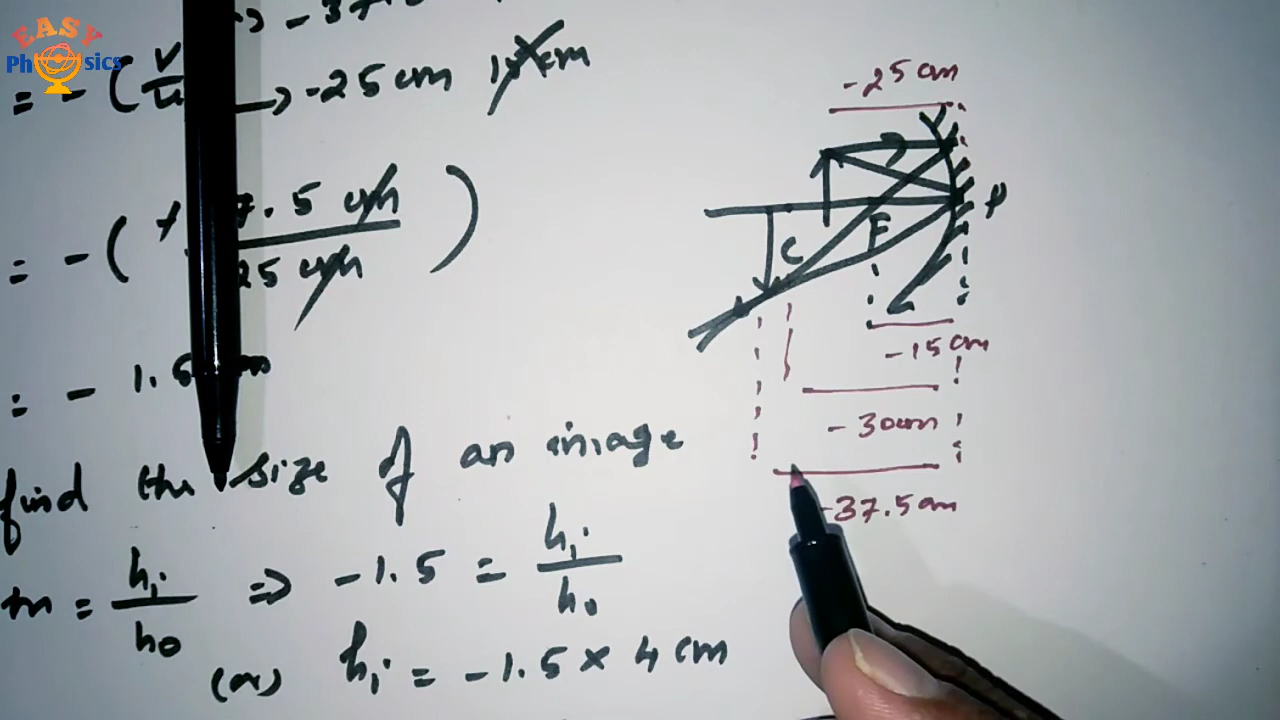 EASY
Physics
→ - 37.
= - (v → -25 cm cm
= - ( 7.5 cm )
25 cm
= - 1.5
find the size of an image
m = hi/ho ⇒ -1.5 = hi/ho
(or) hi = -1.5 × 4 cm
-25 cm
P
C
F
-15 cm
-30 cm
-37.5 cm